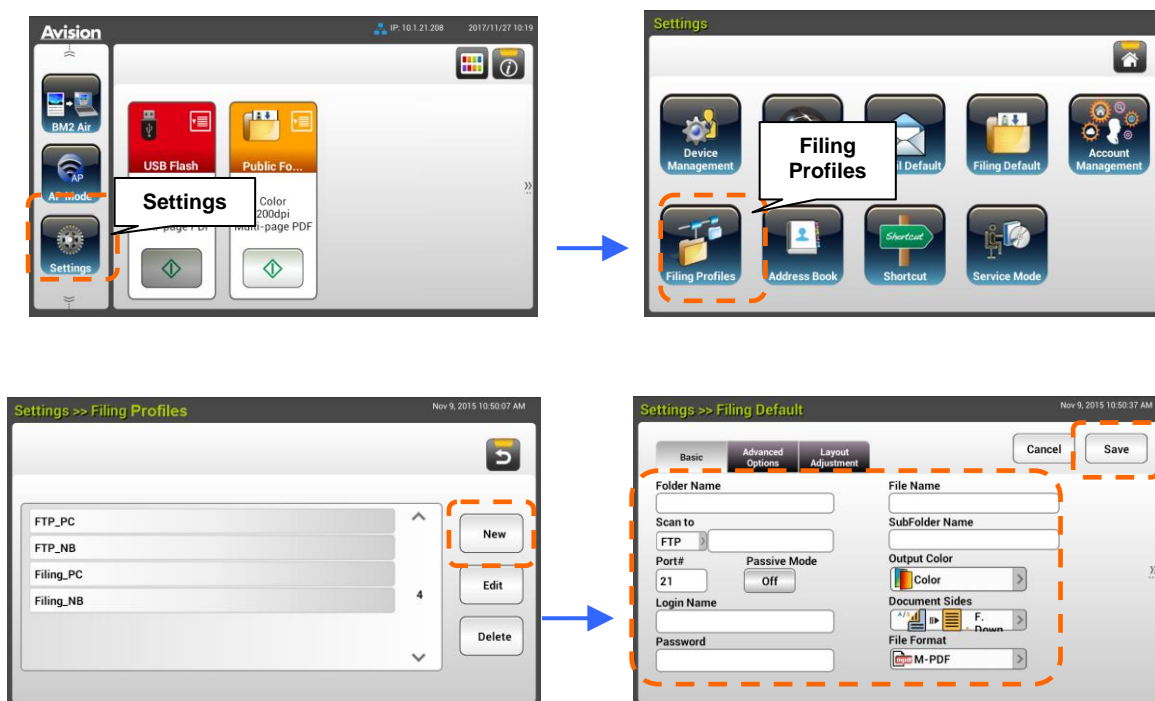 Avision
IP: 10.1.21.208 2017/11/27 10:19
BM2 Air
AP Mode
Settings
USB Flash
Public Fo...
Color
200dpi
Multi-page PDF
Settings
Settings
Device
Management
Filing
Profiles
il Default
Filing Default
Account
Management
Filing Profiles
Address Book
Shortcut
Shortcut
Service Mode
Settings >> Filing Profiles
Nov 9, 2015 10:50:07 AM
FTP_PC
FTP_NB
Filing_PC
Filing_NB
4
New
Edit
Delete
Settings >> Filing Default
Nov 9, 2015 10:50:37 AM
Basic
Advanced
Options
Layout
Adjustment
Cancel
Save
Folder Name
File Name
Scan to
SubFolder Name
FTP
Port#
Passive Mode
Output Color
21
Off
Color
Login Name
Document Sides
F.
Down
Password
File Format
M-PDF